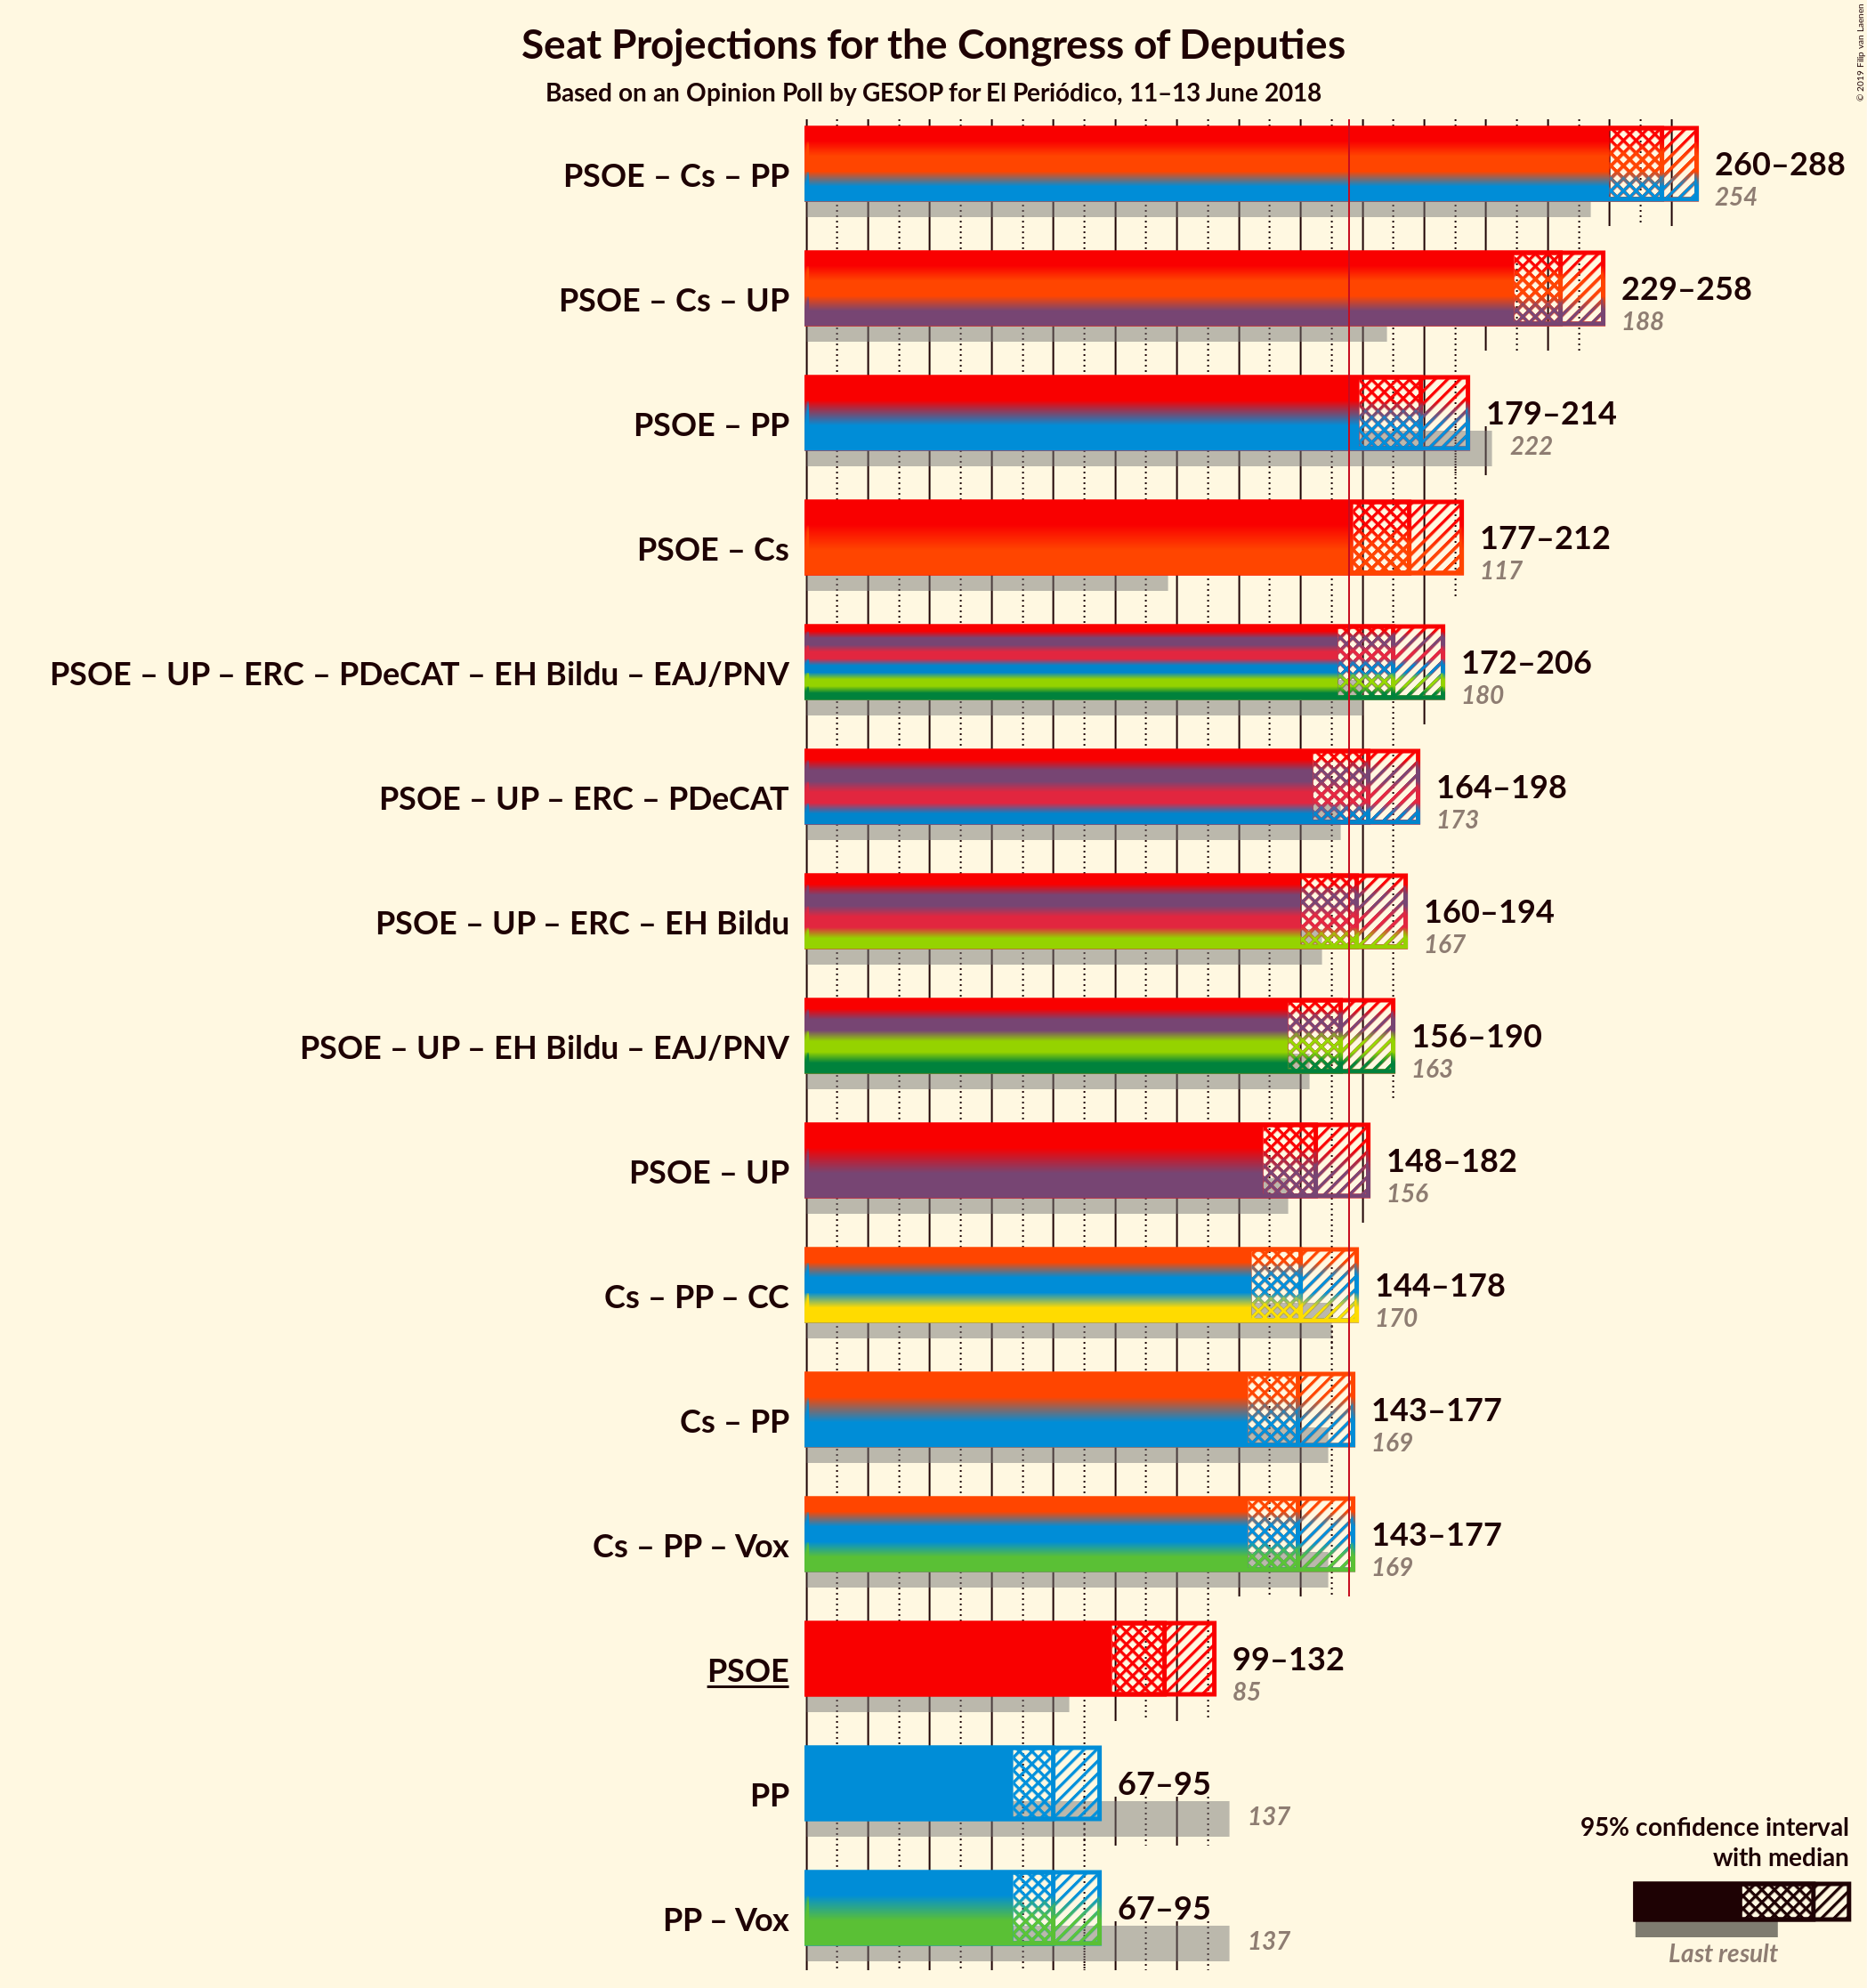 Seat Projections for the Congress of Deputies
Based on an Opinion Poll by GESOP for El Periódico, 11–13 June 2018
© 2019 Filip van Laenen
PSOE – Cs – PP
260–288
254
PSOE – Cs – UP
229–258
188
PSOE – PP
179–214
222
PSOE – Cs
177–212
117
PSOE – UP – ERC – PDeCAT – EH Bildu – EAJ/PNV
172–206
180
PSOE – UP – ERC – PDeCAT
164–198
173
PSOE – UP – ERC – EH Bildu
160–194
167
PSOE – UP – EH Bildu – EAJ/PNV
156–190
163
PSOE – UP
148–182
156
Cs – PP – CC
144–178
170
Cs – PP
143–177
169
Cs – PP – Vox
143–177
169
PSOE
99–132
85
PP
67–95
137
PP – Vox
67–95
137
95% confidence interval
with median
Last result